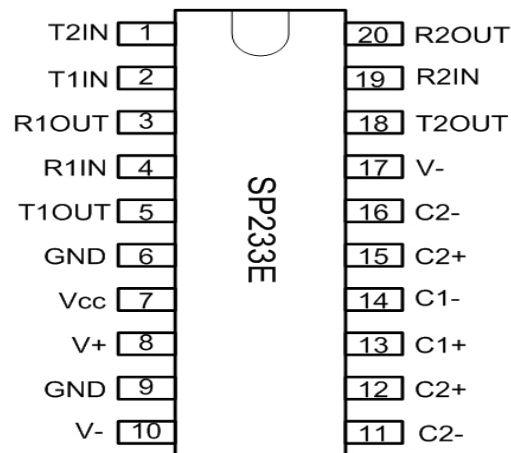 T2IN 1 20 R2OUT
T1IN 2 19 R2IN
R1OUT 3 18 T2OUT
R1IN 4 17 V-
T1OUT 5 16 C2-
GND 6 15 C2+
Vcc 7 14 C1-
V+ 8 13 C1+
GND 9 12 C2+
V- 10 11 C2-
SP233E